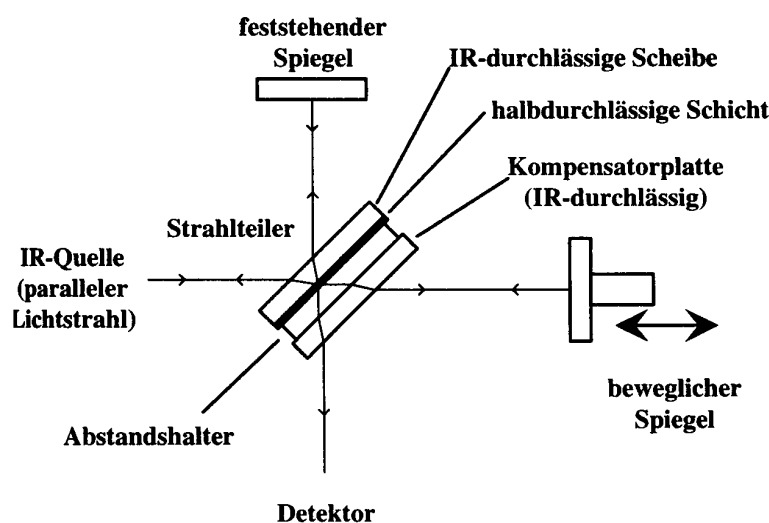 feststehender
Spiegel
IR-durchlässige Scheibe
halbdurchlässige Schicht
Kompensatorplatte
(IR-durchlässig)
Strahlteiler
IR-Quelle
(paralleler
Lichtstrahl)
beweglicher
Spiegel
Abstandshalter
Detektor